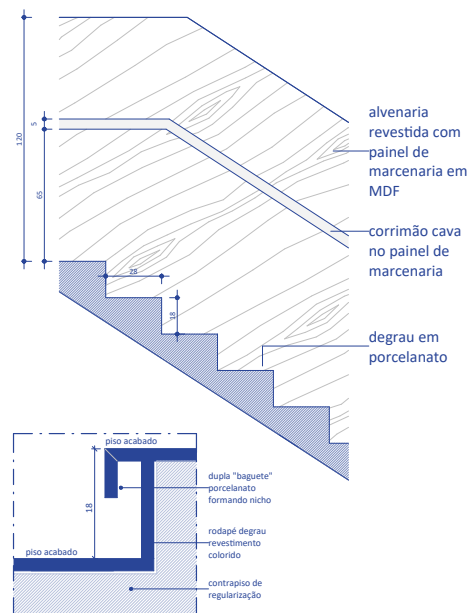 120
5
65
28
18
alvenaria
revestida com
painel de
marcenaria em
MDF
corrimão cava
no painel de
marcenaria
degrau em
porcelanato
piso acabado
18
piso acabado
dupla "baguete"
porcelanato
formando nicho
rodapé degrau
revestimento
colorido
contrapiso de
regularização